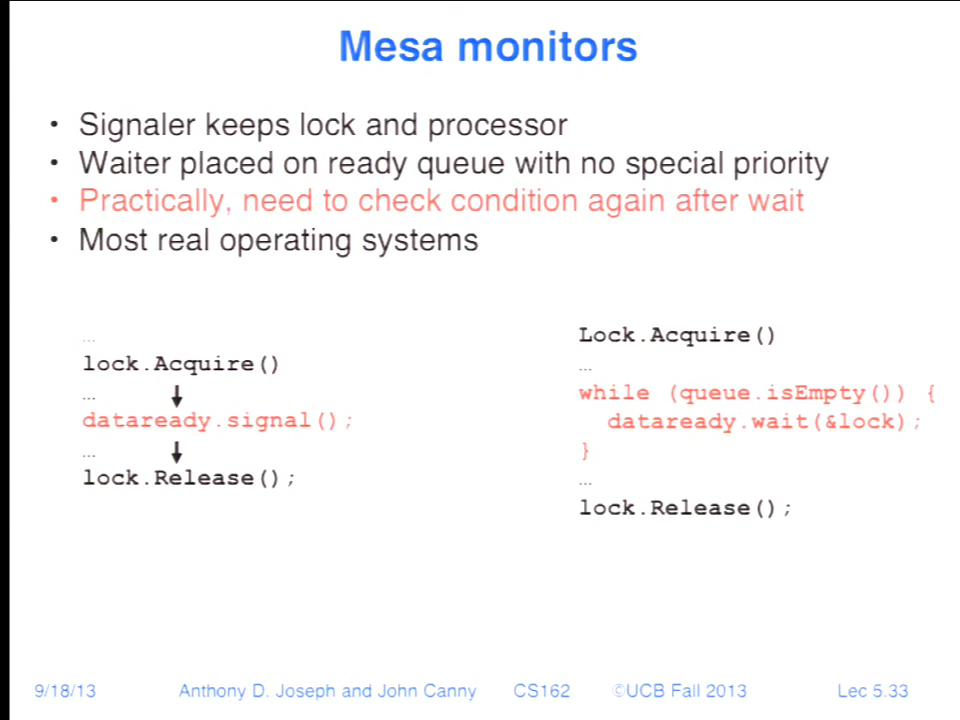 Mesa monitors
• Signaler keeps lock and processor
• Waiter placed on ready queue with no special priority
• Practically, need to check condition again after wait
• Most real operating systems
…
lock.Acquire()
…
dataready.signal();
…
lock.Release();
Lock.Acquire()
…
while (queue.isEmpty()) {
dataready.wait(&lock);
}
…
lock.Release();
9/18/13 Anthony D. Joseph and John Canny CS162 ©UCB Fall 2013 Lec 5.33